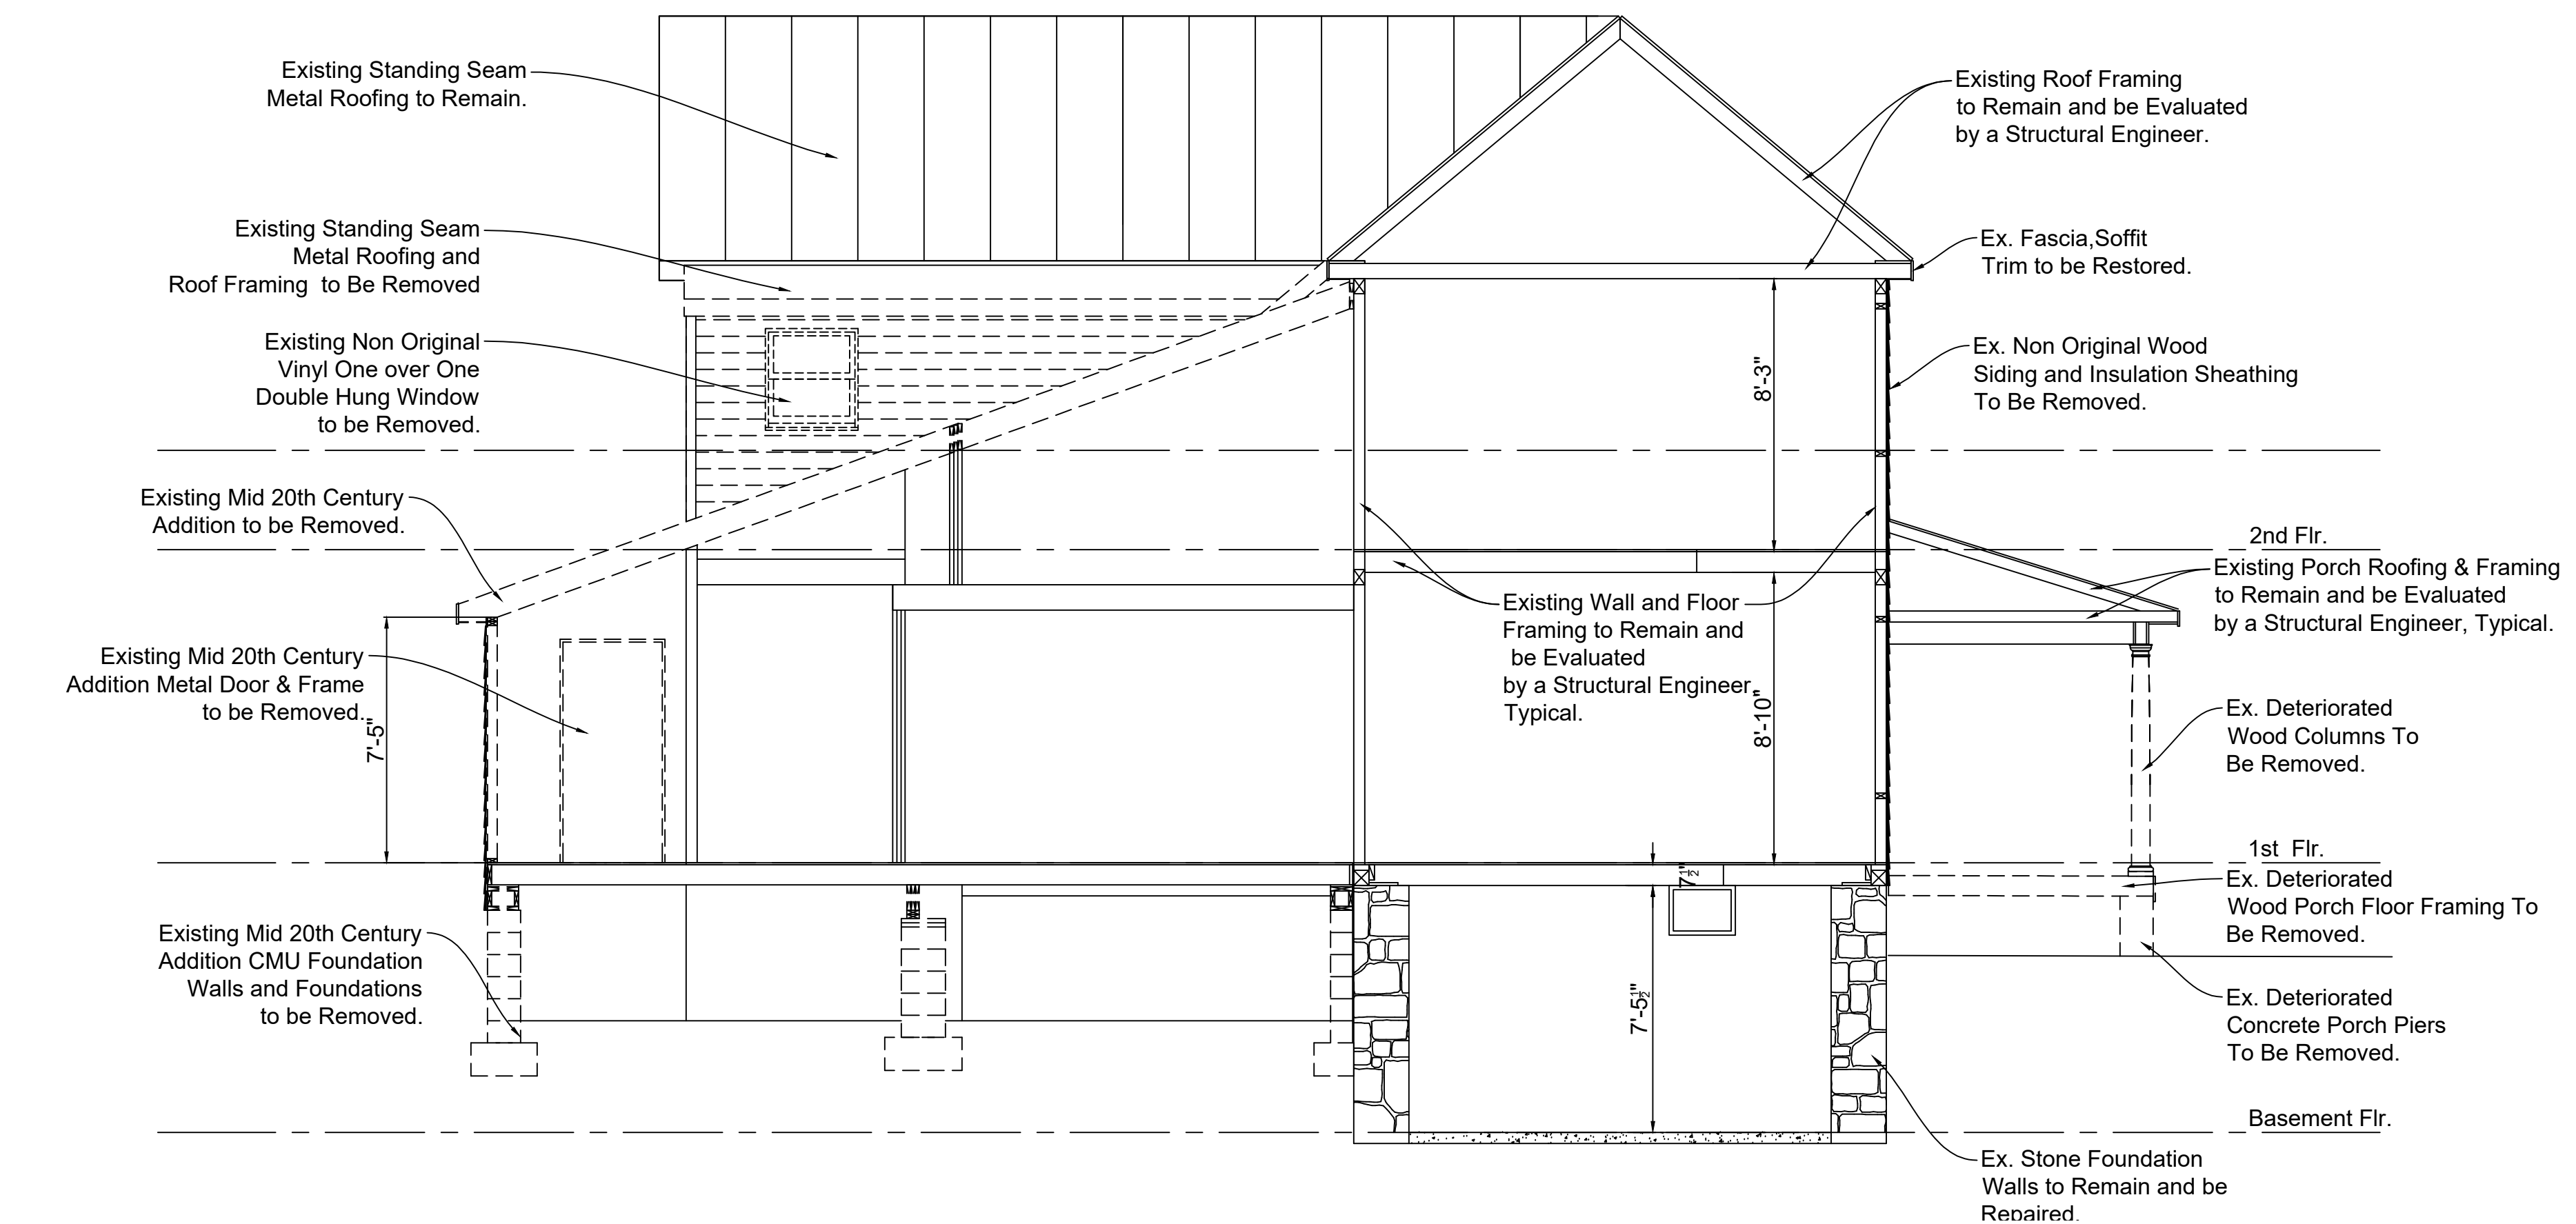 Existing Standing Seam
Metal Roofing to Remain.
Existing Standing Seam
Metal Roofing and
Roof Framing to Be Removed
Existing Non Original
Vinyl One over One
Double Hung Window
to be Removed.
Existing Mid 20th Century
Addition to be Removed.
Existing Mid 20th Century
Addition Metal Door & Frame
to be Removed.
7'-5"
Existing Mid 20th Century
Addition CMU Foundation
Walls and Foundations
to be Removed.
8'-3"
Existing Wall and Floor
Framing to Remain and
be Evaluated
by a Structural Engineer,
Typical.
8'-10"
7½"
7'-5½"
Existing Roof Framing
to Remain and be Evaluated
by a Structural Engineer.
Ex. Fascia,Soffit
Trim to be Restored.
Ex. Non Original Wood
Siding and Insulation Sheathing
To Be Removed.
2nd Flr.
Existing Porch Roofing & Framing
to Remain and be Evaluated
by a Structural Engineer, Typical.
Ex. Deteriorated
Wood Columns To
Be Removed.
1st Flr.
Ex. Deteriorated
Wood Porch Floor Framing To
Be Removed.
Ex. Deteriorated
Concrete Porch Piers
To Be Removed.
Basement Flr.
Ex. Stone Foundation
Walls to Remain and be
Repaired.